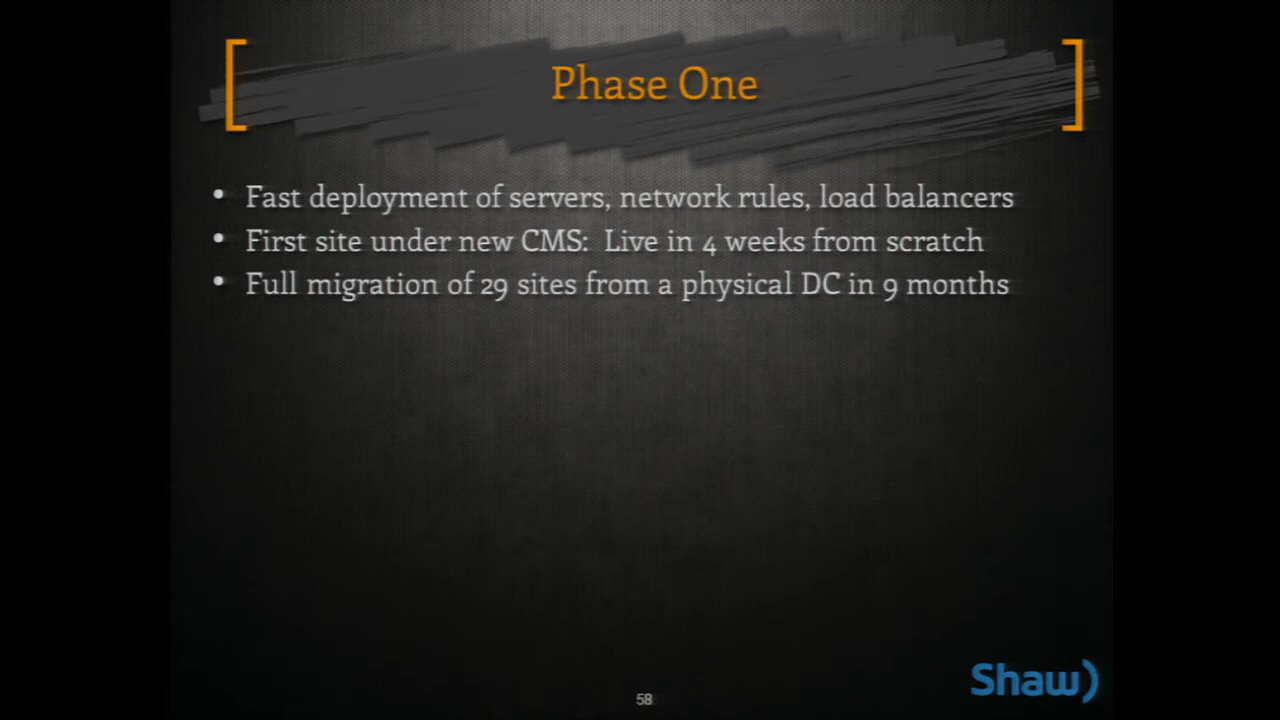 Phase One
• Fast deployment of servers, network rules, load balancers
• First site under new CMS: Live in 4 weeks from scratch
• Full migration of 29 sites from a physical DC in 9 months
Shaw)
58